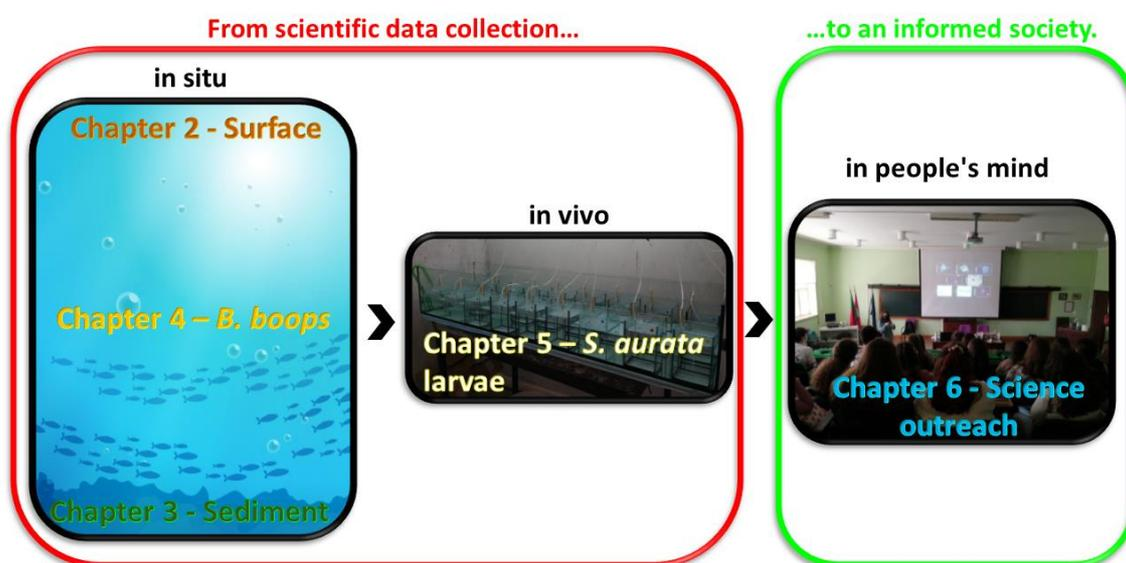 From scientific data collection...
...to an informed society.
in situ
Chapter 2 - Surface
Chapter 4 – B. boops
Chapter 3 - Sediment
in vivo
Chapter 5 – S. aurata
larvae
in people's mind
Chapter 6 - Science
outreach